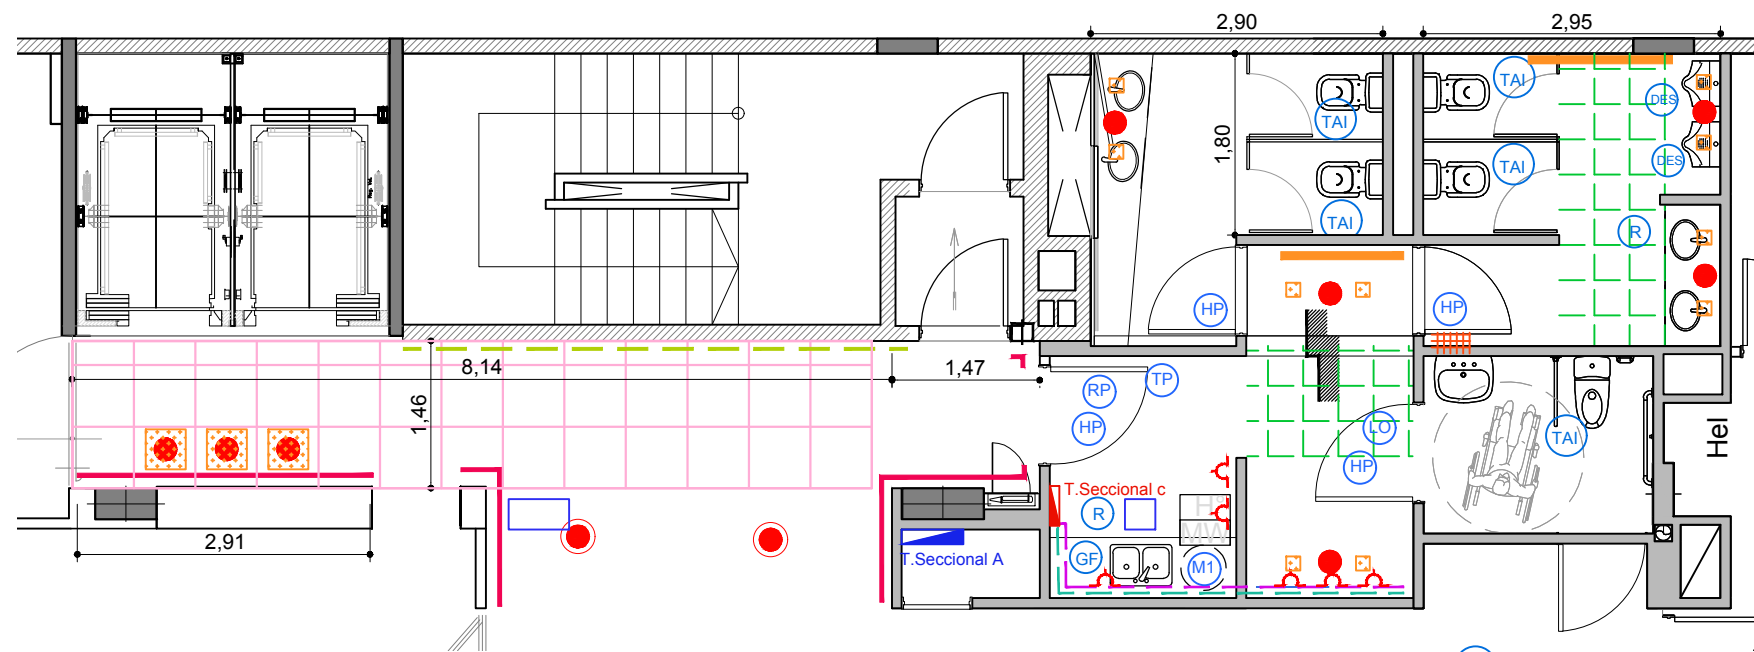 2,90
2,95
TAI
TAI
DES
1,80
TAI
DES
TAI
R
HP
HP
8,14
1,47
1,46
RP
TP
HP
LO
TAI
HP
Hel
T.Seccional c
R
H°
MW
2,91
T.Seccional A
GF
M1